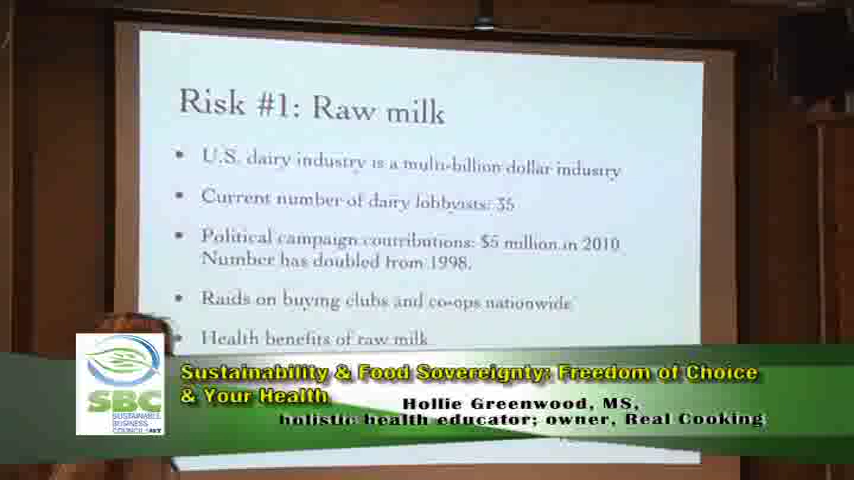 Risk #1: Raw milk
• U.S. dairy industry is a multi-billion dollar industry
• Current number of dairy lobbyists: 35
• Political campaign contributions: $5 million in 2010
Number has doubled from 1998.
• Raids on buying clubs and co-ops nationwide
• Health benefits of raw milk
Sustainability & Food Sovereignty: Freedom of Choice
& Your Health
Hollie Greenwood, MS,
holistic health educator; owner, Real Cooking
SBC
SUSTAINABLE
BUSINESS
COUNCIL.NET